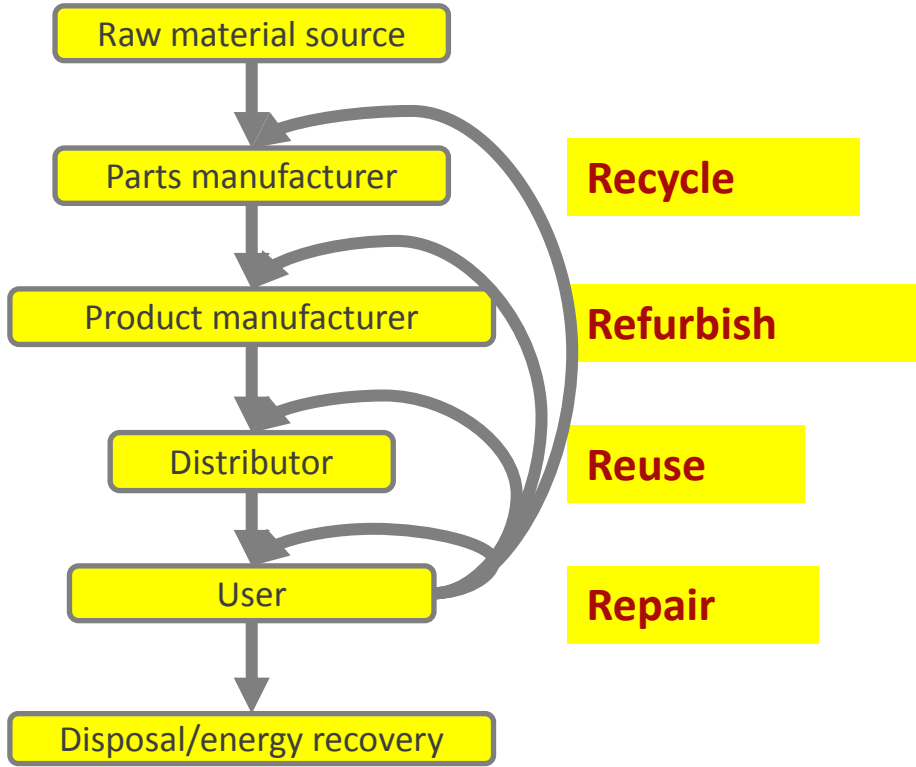 Raw material source
Parts manufacturer
Recycle
Product manufacturer
Refurbish
Distributor
Reuse
User
Repair
Disposal/energy recovery